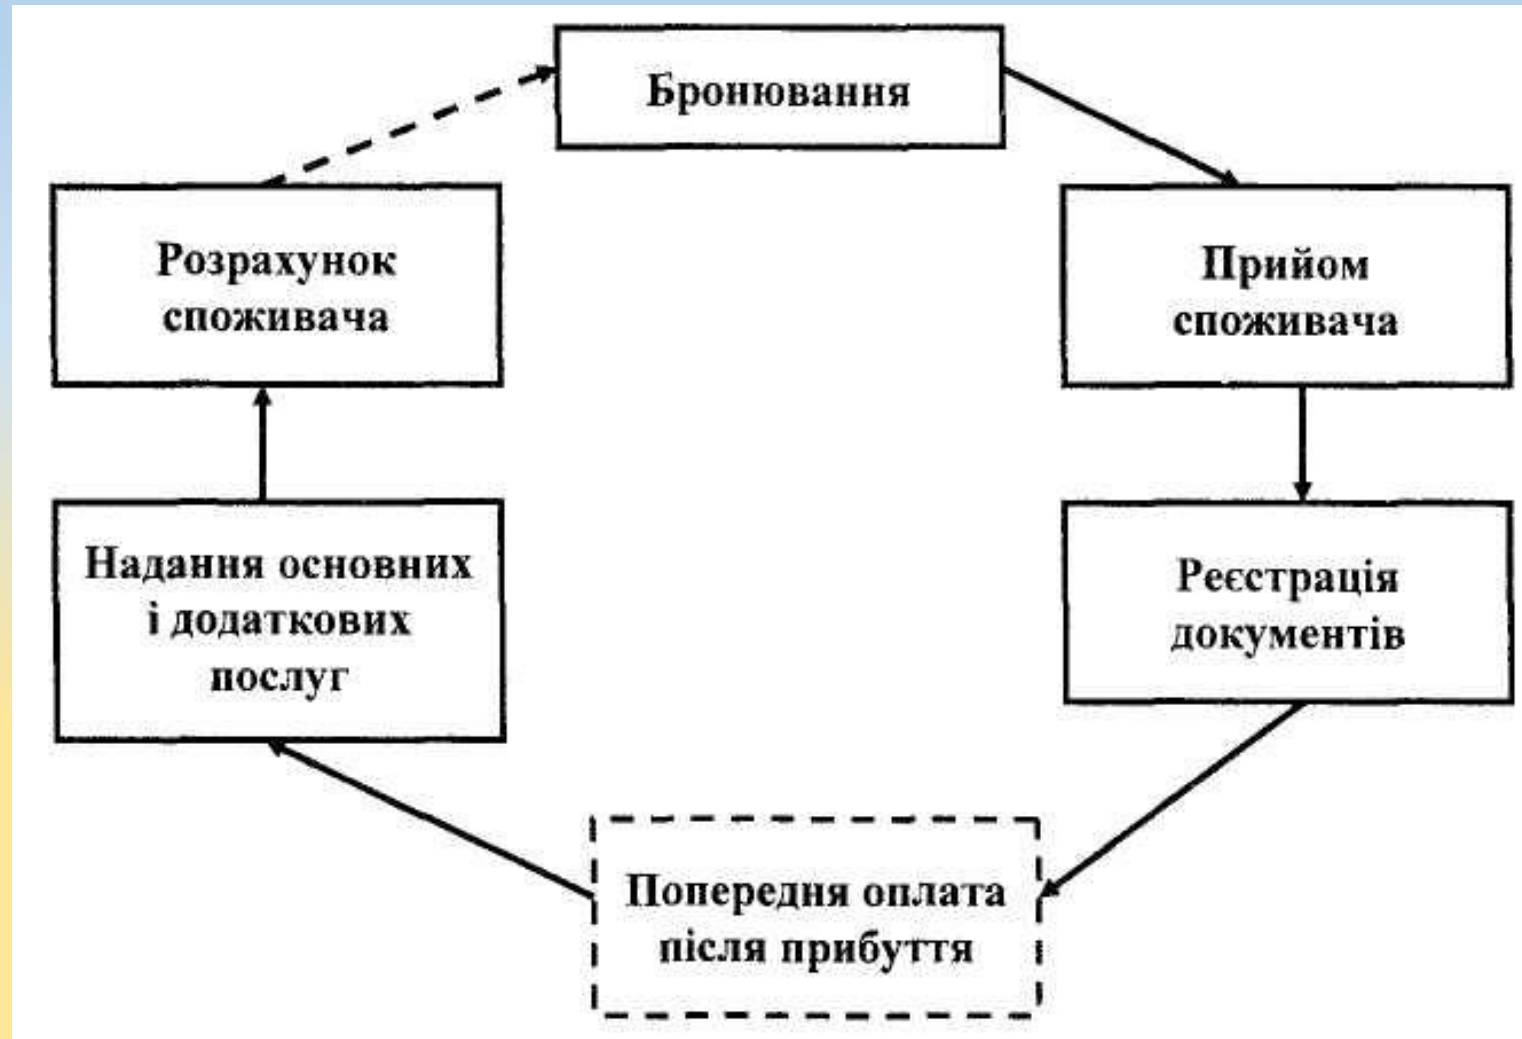 Бронювання
Прийом
споживача
Реєстрація
документів
Попередня оплата
після прибуття
Надання основних
і додаткових
послуг
Розрахунок
споживача